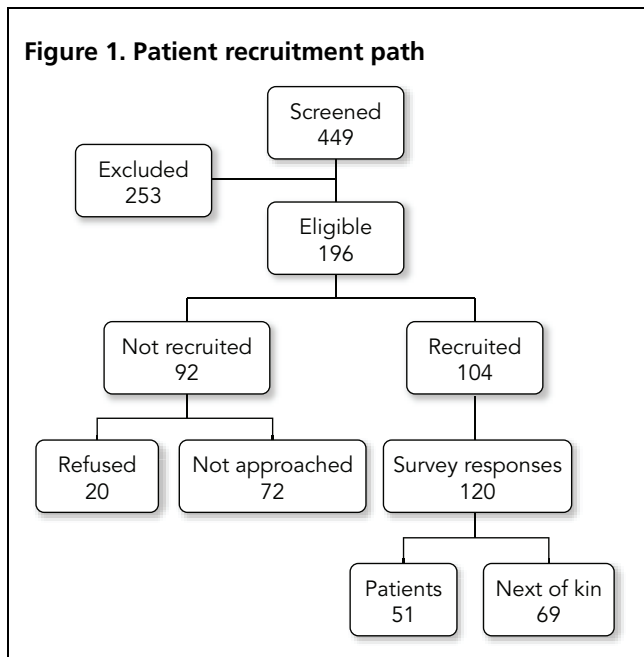 Figure 1. Patient recruitment path
Screened
449
Excluded
253
Eligible
196
Not recruited
92
Recruited
104
Refused
20
Not approached
72
Survey responses
120
Patients
51
Next of kin
69